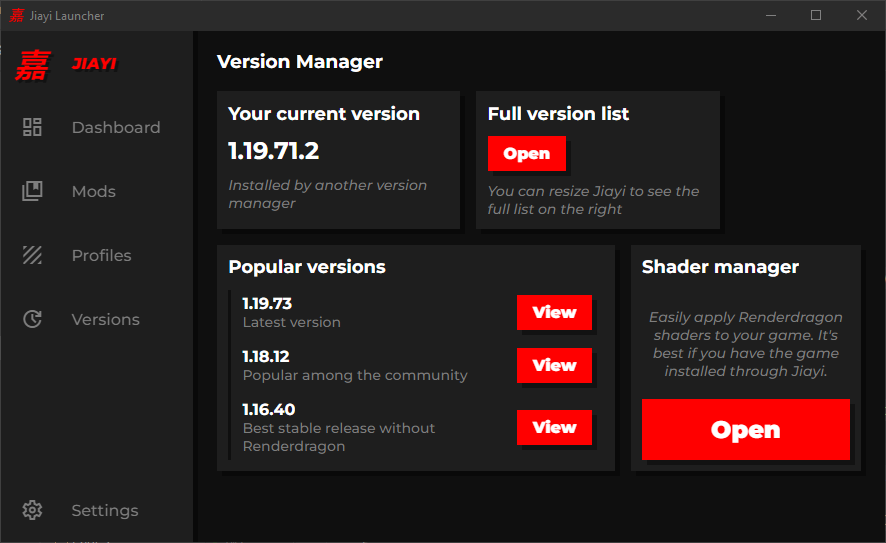 嘉 Jiayi Launcher
嘉 JIAYI
Dashboard
Mods
Profiles
Versions
Settings
Version Manager
Your current version
1.19.71.2
Installed by another version
manager
Full version list
Open
You can resize Jiayi to see the
full list on the right
Popular versions
1.19.73
Latest version
View
1.18.12
Popular among the community
View
1.16.40
Best stable release without
Renderdragon
View
Shader manager
Easily apply Renderdragon
shaders to your game. It's
best if you have the game
installed through Jiayi.
Open